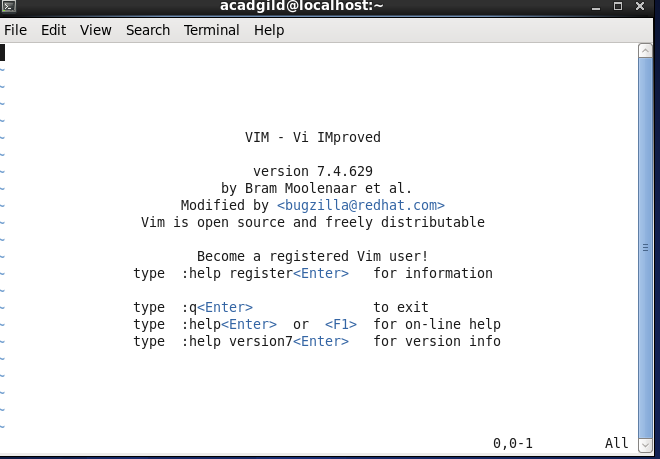 acadgild@localhost:~
File Edit View Search Terminal Help
~
~
~
~
~
VIM - Vi IMproved
~
~
version 7.4.629
~
by Bram Moolenaar et al.
~
Modified by <bugzilla@redhat.com>
~
Vim is open source and freely distributable
~
~
Become a registered Vim user!
~
type :help register<Enter> for information
~
~
type :q<Enter> to exit
~
type :help<Enter> or <F1> for on-line help
~
type :help version7<Enter> for version info
~
~
~
~
~
0,0-1 All